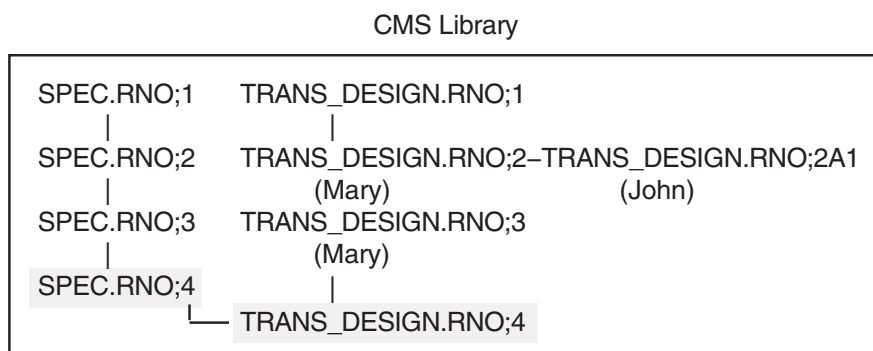 CMS Library
SPEC.RNO;1 TRANS_DESIGN.RNO;1
SPEC.RNO;2 TRANS_DESIGN.RNO;2–TRANS_DESIGN.RNO;2A1
(Mary) (John)
SPEC.RNO;3 TRANS_DESIGN.RNO;3
(Mary)
SPEC.RNO;4
TRANS_DESIGN.RNO;4